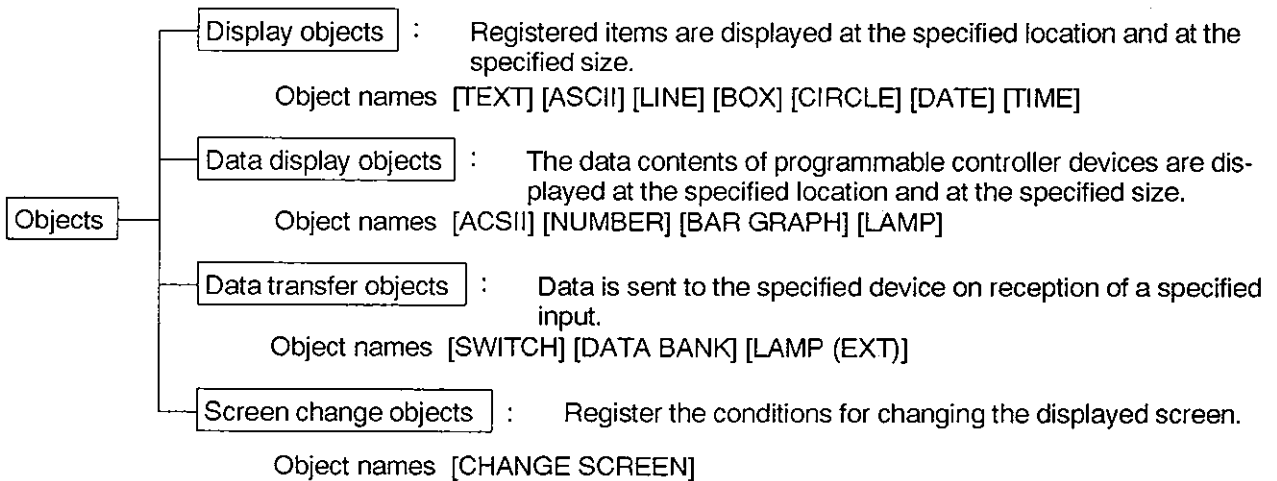 Display objects : Registered items are displayed at the specified location and at the
specified size.
Object names [TEXT] [ASCII] [LINE] [BOX] [CIRCLE] [DATE] [TIME]
Data display objects : The data contents of programmable controller devices are dis-
played at the specified location and at the specified size.
Objects
Object names [ACSII] [NUMBER] [BAR GRAPH] [LAMP]
Data transfer objects : Data is sent to the specified device on reception of a specified
input.
Object names [SWITCH] [DATA BANK] [LAMP (EXT)]
Screen change objects : Register the conditions for changing the displayed screen.
Object names [CHANGE SCREEN]